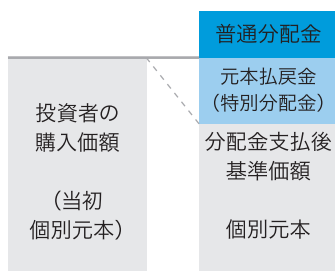 普通分配金
元本払戻金
（特別分配金）
投資者の
購入価額
（当初
個別元本）
分配金支払後
基準価額
個別元本